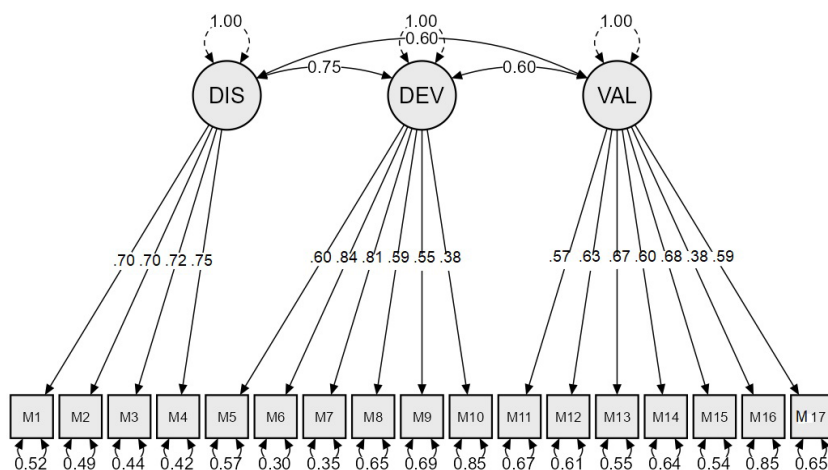 1.00 1.00 1.00
0.60
0.75 0.60
DIS DEV VAL
.70 .70 .72 .75 .60 .84 .81 .59 .55 .38 .57 .63 .67 .60 .68 .38 .59
M1 M2 M3 M4 M5 M6 M7 M8 M9 M10 M11 M12 M13 M14 M15 M16 M 17
0.52 0.49 0.44 0.42 0.57 0.30 0.35 0.65 0.69 0.85 0.67 0.61 0.55 0.64 0.54 0.85 0.65